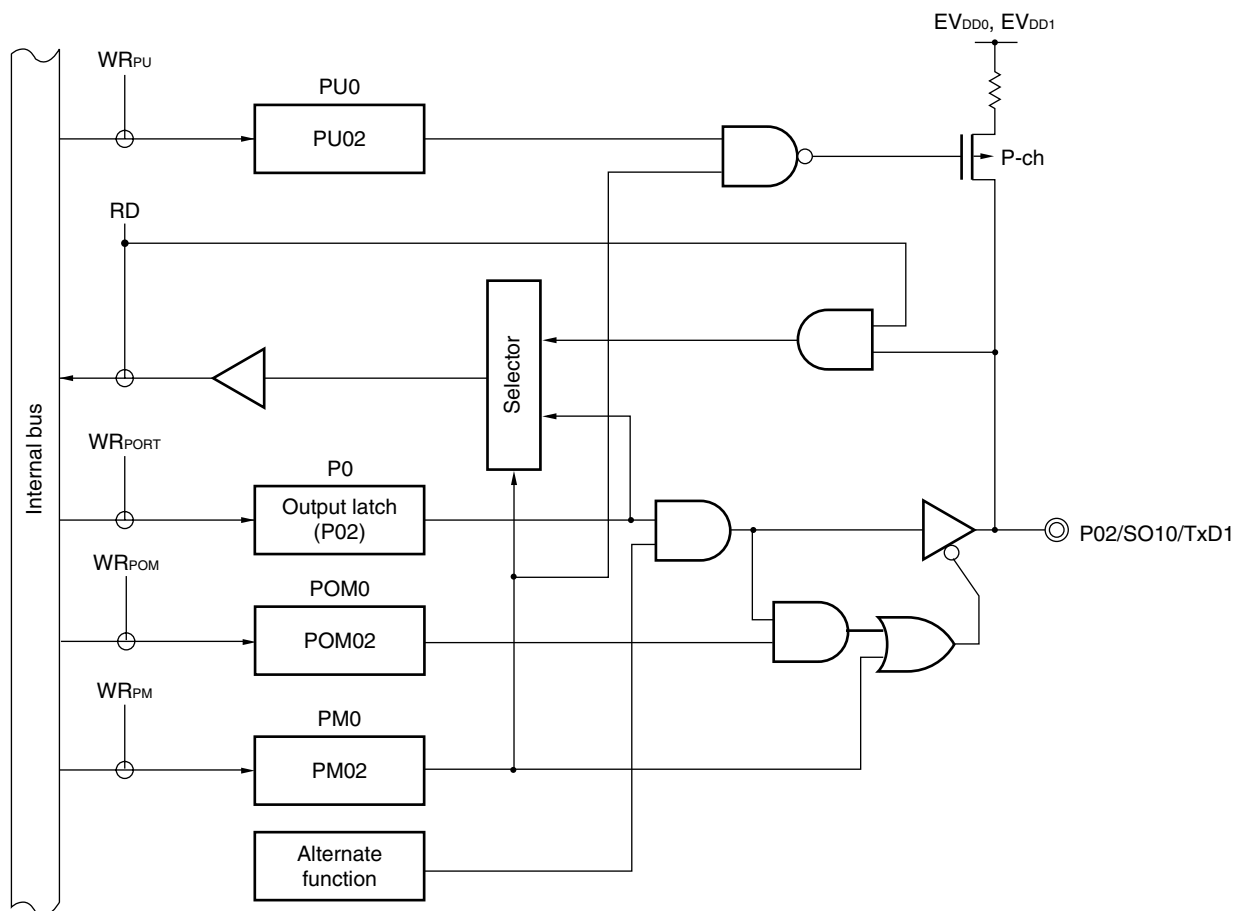 EVDD0, EVDD1
WRPU
PU0
PU02
P-ch
RD
Selector
Internal bus
WRPORT
P0
Output latch
(P02)
P02/SO10/TxD1
WRPOM
POM0
POM02
WRPM
PM0
PM02
Alternate
function